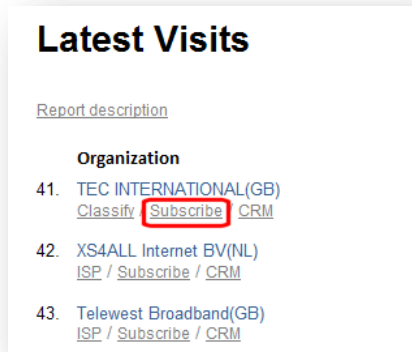 Latest Visits
Report description
Organization
41. TEC INTERNATIONAL(GB)
Classify / Subscribe / CRM
42. XS4ALL Internet BV(NL)
ISP / Subscribe / CRM
43. Telewest Broadband(GB)
ISP / Subscribe / CRM